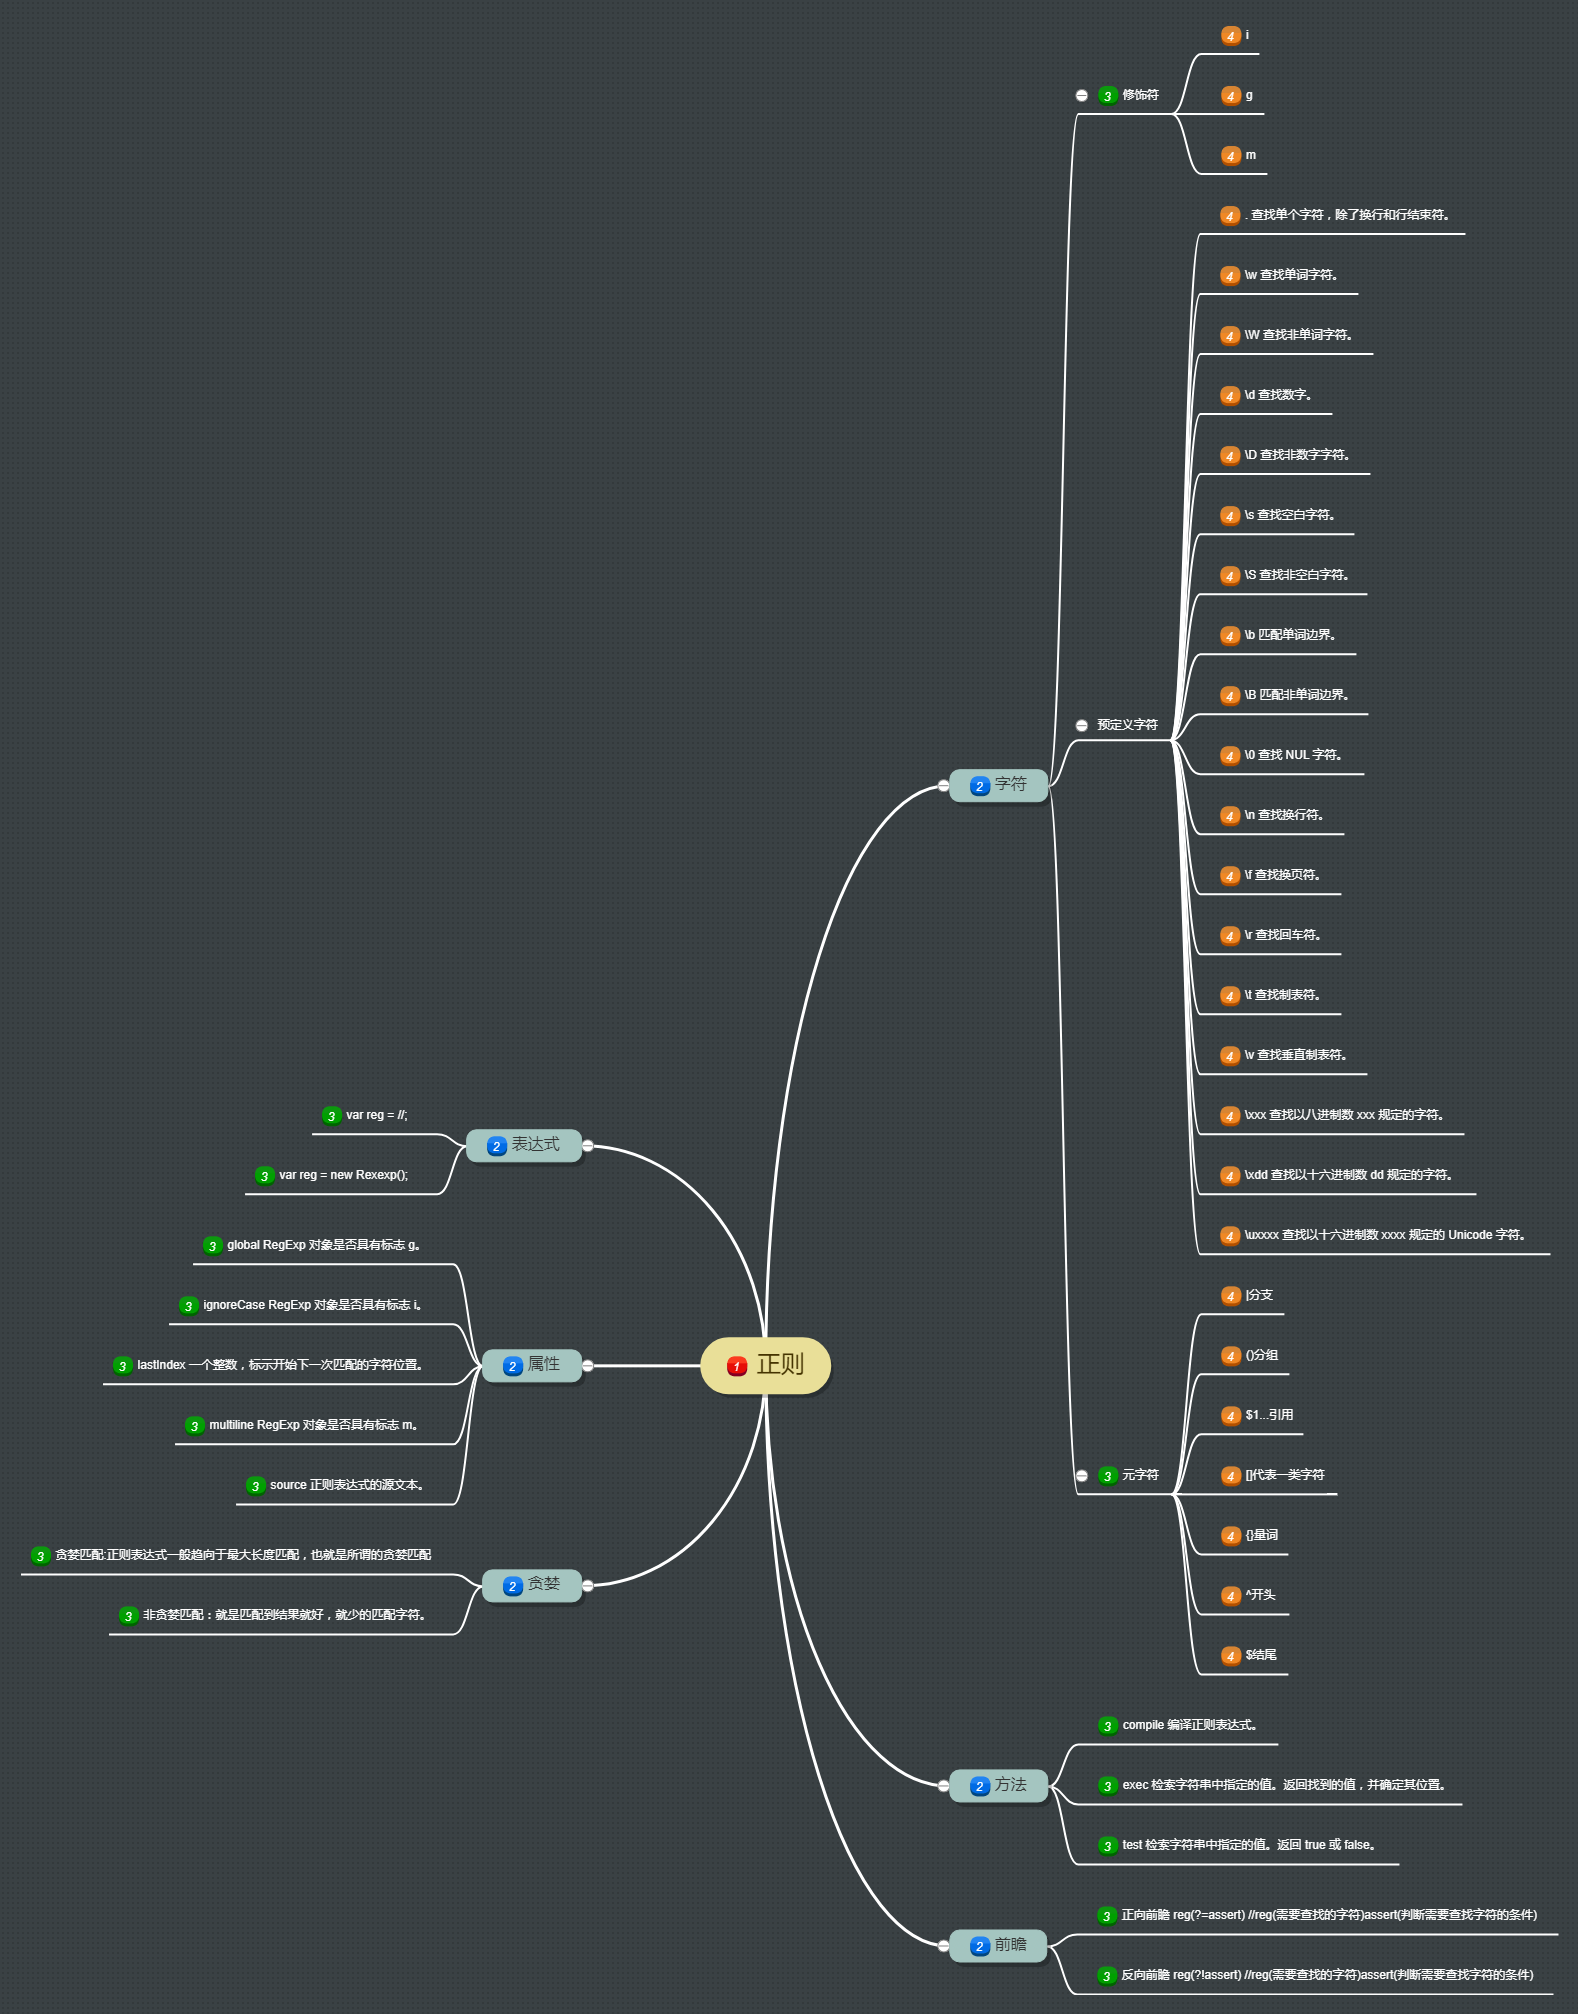 1 正则
2 字符
3 修饰符
4 i
4 g
4 m
预定义字符
4 . 查找单个字符，除了换行和行结束符。
4 \w 查找单词字符。
4 \W 查找非单词字符。
4 \d 查找数字。
4 \D 查找非数字字符。
4 \s 查找空白字符。
4 \S 查找非空白字符。
4 \b 匹配单词边界。
4 \B 匹配非单词边界。
4 \0 查找 NUL 字符。
4 \n 查找换行符。
4 \f 查找换页符。
4 \r 查找回车符。
4 \t 查找制表符。
4 \v 查找垂直制表符。
4 \xxx 查找以八进制数 xxx 规定的字符。
4 \xdd 查找以十六进制数 dd 规定的字符。
4 \uxxxx 查找以十六进制数 xxxx 规定的 Unicode 字符。
3 元字符
4 |分支
4 ()分组
4 $1...引用
4 []代表一类字符
4 {}量词
4 ^开头
4 $结尾
2 方法
3 compile 编译正则表达式。
3 exec 检索字符串中指定的值。返回找到的值，并确定其位置。
3 test 检索字符串中指定的值。返回 true 或 false。
2 前瞻
3 正向前瞻 reg(?=assert) //reg(需要查找的字符)assert(判断需要查找字符的条件)
3 反向前瞻 reg(?!assert) //reg(需要查找的字符)assert(判断需要查找字符的条件)
2 表达式
3 var reg = //;
3 var reg = new Rexexp();
2 属性
3 global RegExp 对象是否具有标志 g。
3 ignoreCase RegExp 对象是否具有标志 i。
3 lastIndex 一个整数，标示开始下一次匹配的字符位置。
3 multiline RegExp 对象是否具有标志 m。
3 source 正则表达式的源文本。
2 贪婪
3 贪婪匹配:正则表达式一般趋向于最大长度匹配，也就是所谓的贪婪匹配
3 非贪婪匹配：就是匹配到结果就好，就少的匹配字符。